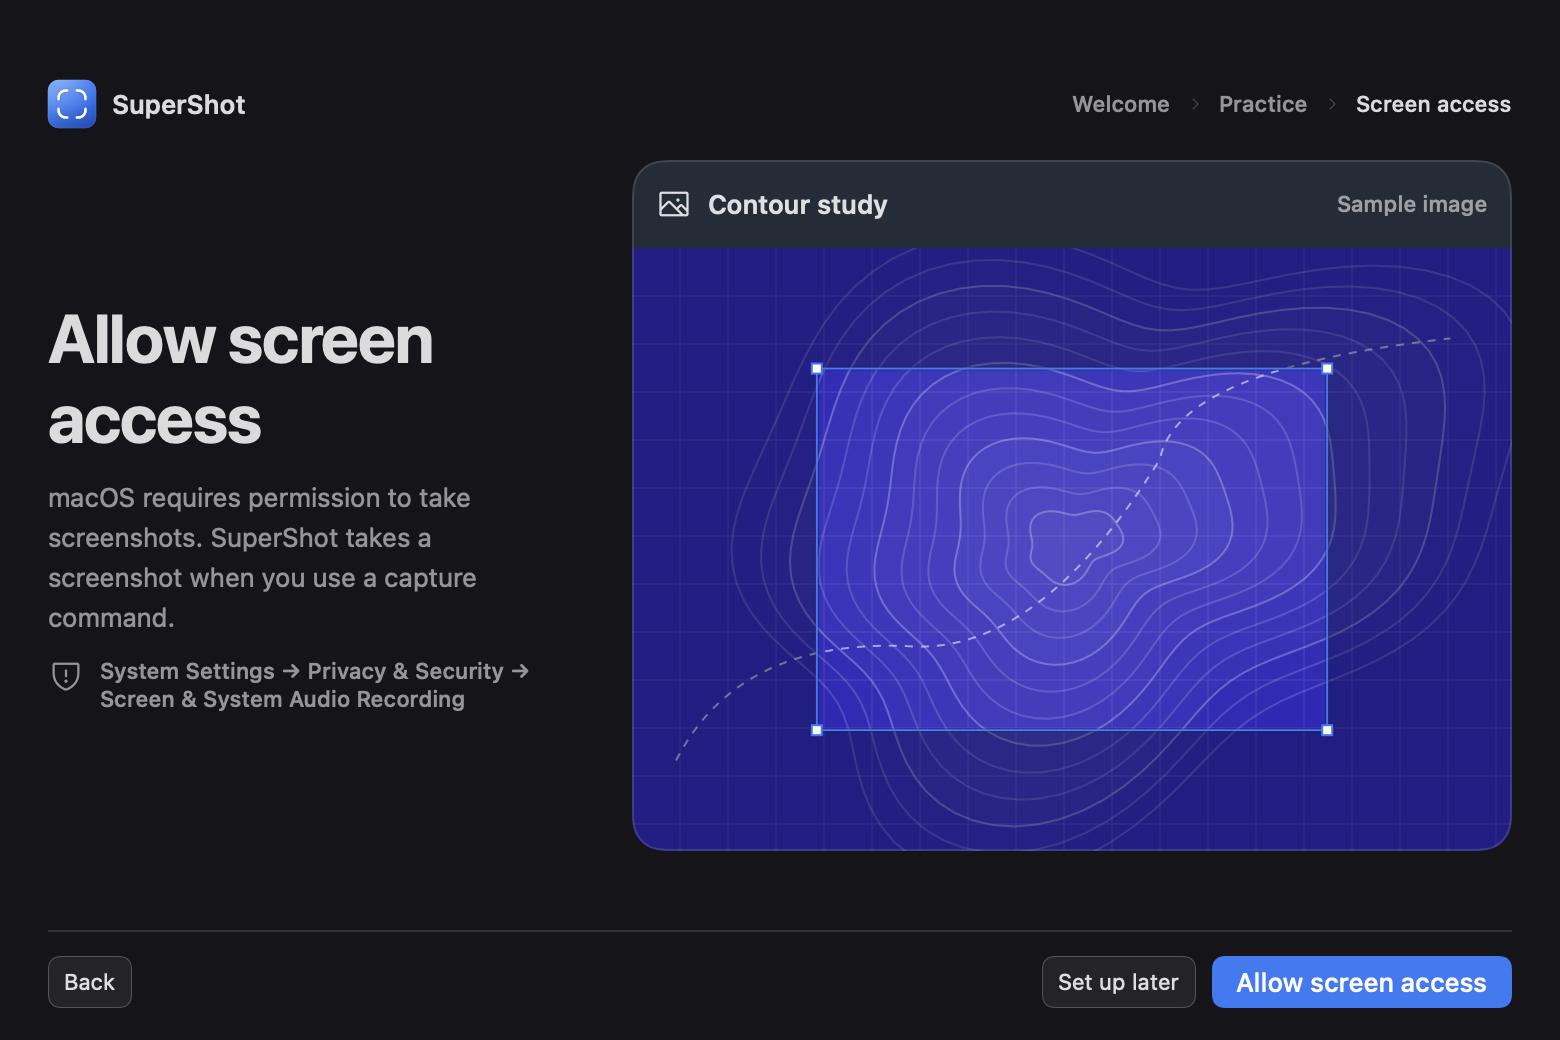 SuperShot
Welcome > Practice > Screen access
Contour study
Sample image
Allow screen
access
macOS requires permission to take
screenshots. SuperShot takes a
screenshot when you use a capture
command.
System Settings → Privacy & Security →
Screen & System Audio Recording
Back
Set up later
Allow screen access